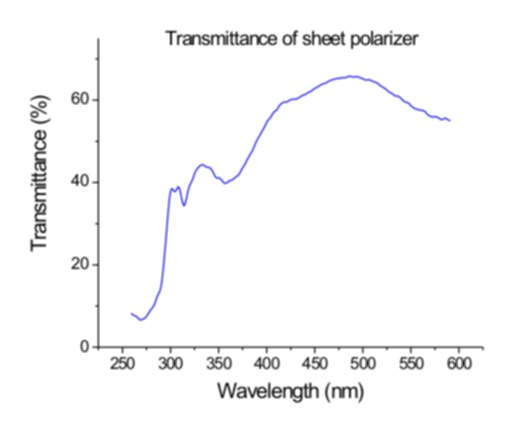 Transmittance of sheet polarizer
Transmittance (%)
60
40
20
0
250 300 350 400 450 500 550 600
Wavelength (nm)